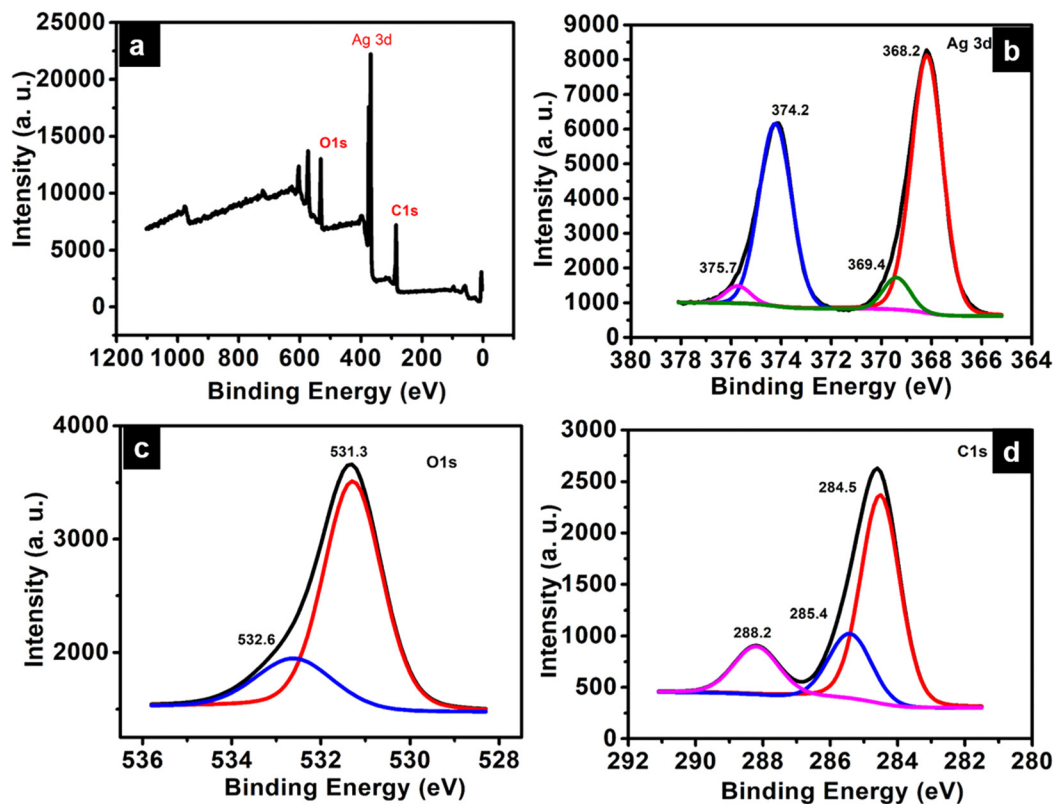 a
Ag 3d
O1s
C1s
Intensity (a. u.)
25000
20000
15000
10000
5000
0
1200 1000 800 600 400 200 0
Binding Energy (eV)
b
Ag 3d
368.2
374.2
375.7
369.4
Intensity (a. u.)
9000
8000
7000
6000
5000
4000
3000
2000
1000
0
380 378 376 374 372 370 368 366 364
Binding Energy (eV)
c
531.3
O1s
532.6
Intensity (a. u.)
4000
3000
2000
536 534 532 530 528
Binding Energy (eV)
d
C1s
284.5
285.4
288.2
Intensity (a. u.)
3000
2500
2000
1500
1000
500
0
292 290 288 286 284 282 280
Binding Energy (eV)